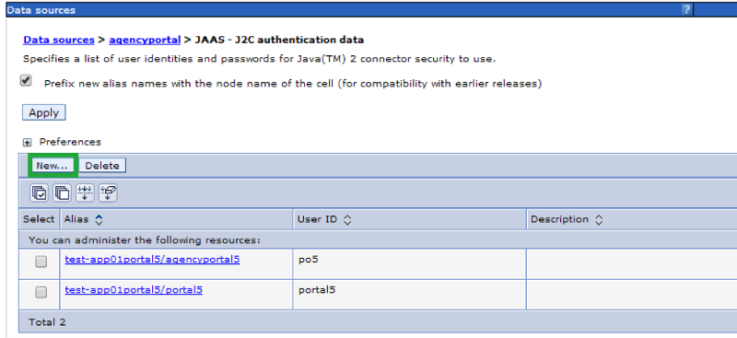 Data sources ?
Data sources > agencyportal > JAAS - J2C authentication data
Specifies a list of user identities and passwords for Java(TM) 2 connector security to use.
Prefix new alias names with the node name of the cell (for compatibility with earlier releases)
Apply
Preferences
New... Delete
Select Alias User ID Description
You can administer the following resources:
test-app01portal5/agencyportal5 po5
test-app01portal5/portal5 portal5
Total 2